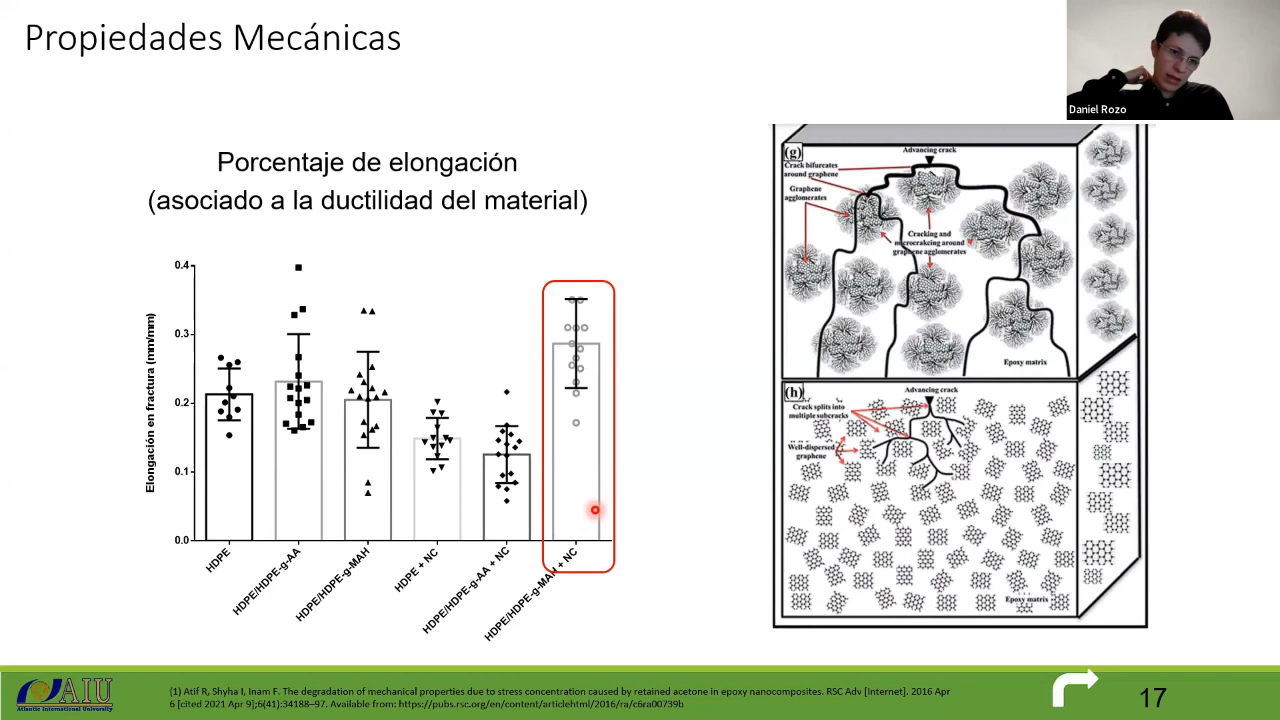 Propiedades Mecánicas
Daniel Rozo
Porcentaje de elongación
(asociado a la ductilidad del material)
Elongación en fractura (mm/mm)
0.4
0.3
0.2
0.1
0.0
HDPE
HDPE/HDPE-g-AA
HDPE/HDPE-g-MAH
HDPE + NC
HDPE/HDPE-g-AA + NC
HDPE/HDPE-g-MAH + NC
(g)
Advancing crack
Crack bifurcates
around graphene
Graphene
agglomerates
Cracking and
microcrakcing around
graphene agglomerates
Epoxy matrix
(h)
Advancing crack
Crack splits into
multiple subcracks
Well-dispersed
graphene
Epoxy matrix
AIU
Atlantic International University
(1) Atif R, Shyha I, Inam F. The degradation of mechanical properties due to stress concentration caused by retained acetone in epoxy nanocomposites. RSC Adv [Internet]. 2016 Apr
6 [cited 2021 Apr 9];6(41):34188–97. Available from: https://pubs.rsc.org/en/content/articlehtml/2016/ra/c6ra00739b
17